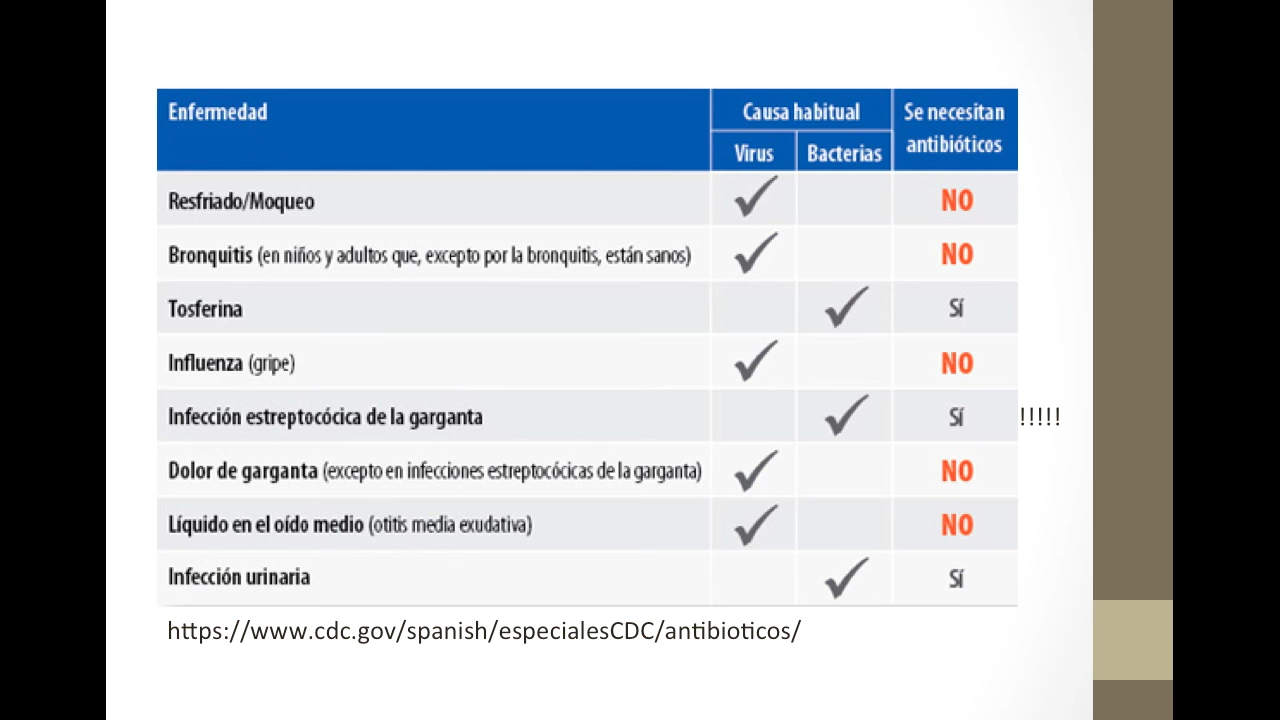 Enfermedad
Causa habitual
Se necesitan
antibióticos
Virus
Bacterias
Resfriado/Moqueo
NO
Bronquitis (en niños y adultos que, excepto por la bronquitis, están sanos)
NO
Tosferina
Sí
Influenza (gripe)
NO
Infección estreptocócica de la garganta
Sí
!!!!!
Dolor de garganta (excepto en infecciones estreptocócicas de la garganta)
NO
Líquido en el oído medio (otitis media exudativa)
NO
Infección urinaria
Sí
https://www.cdc.gov/spanish/especialesCDC/antibioticos/